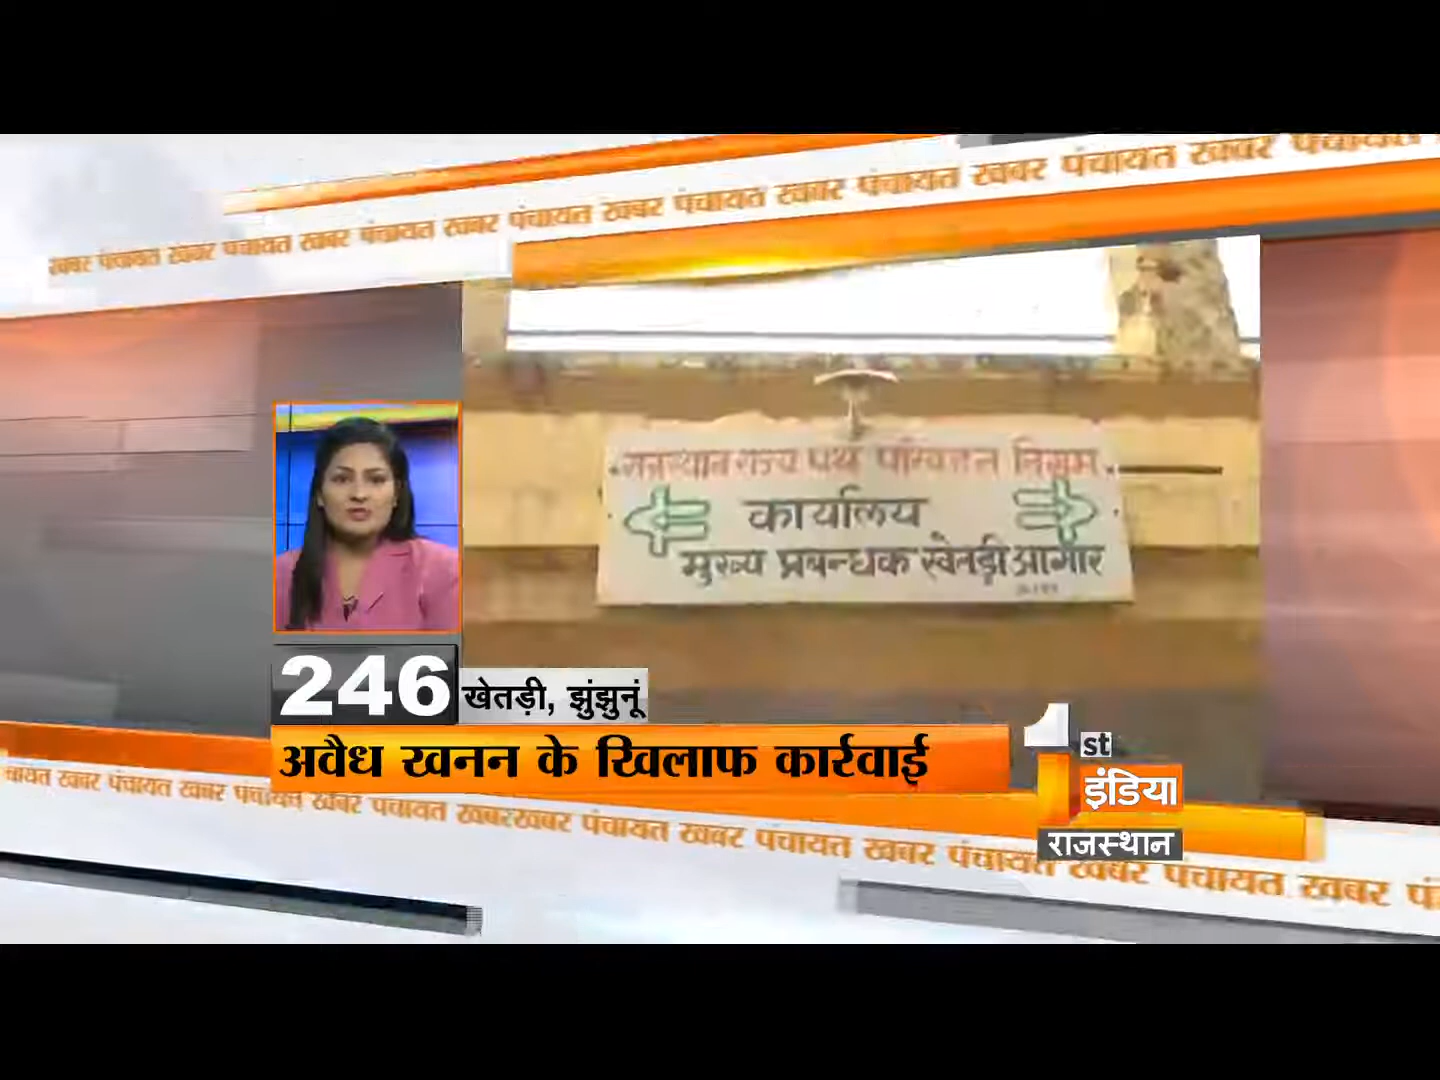 खबर पंचायत खबर पंचायत खबर पंचायत खबर पंचायत खबर पंचायत खबर पंचायत खबर पंचायत खबर पंचायत
राजस्थान राज्य पथ परिवहन निगम
कार्यालय
मुख्य प्रबन्धक खेतड़ी आगार
246
खेतड़ी, झुंझुनूं
अवैध खनन के खिलाफ कार्रवाई
1st
इंडिया
राजस्थान
पंचायत खबर पंचायत खबर पंचायत खबर पंचायत खबरखबर पंचायत खबर पंचायत खबर पंचायत खबर पंचायत खबर